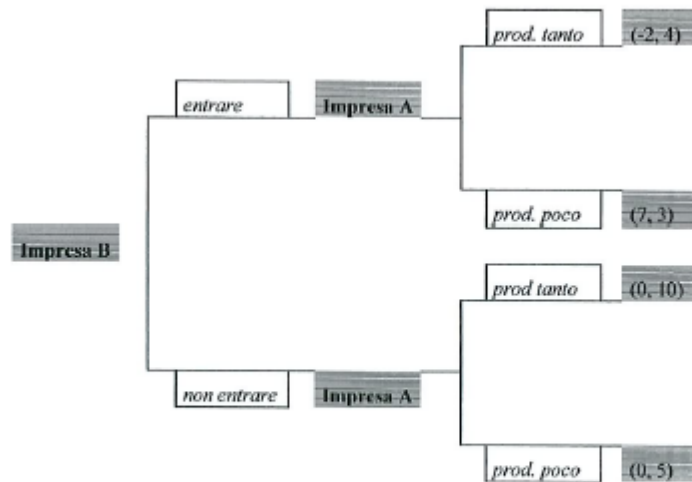 prod. tanto
(-2, 4)
entrare
Impresa A
prod. poco
(7, 3)
Impresa B
prod tanto
(0, 10)
non entrare
Impresa A
prod. poco
(0, 5)